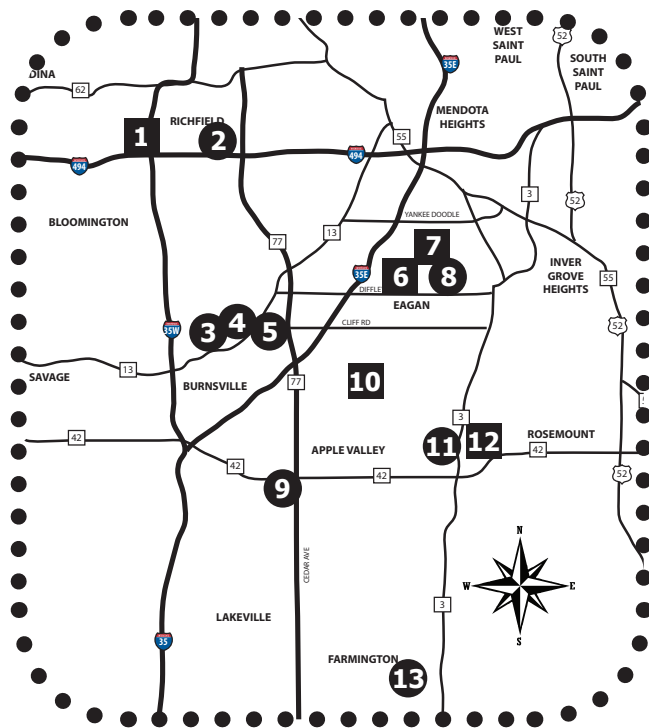 WEST
SAINT
PAUL
52
SOUTH
SAINT
PAUL
35E
DINA
62
MENDOTA
HEIGHTS
RICHFIELD
1
2
55
494
494
3
52
BLOOMINGTON
YANKEE DOODLE
13
77
7
INVER
GROVE
HEIGHTS
35E
6
8
55
DIFFLE
EAGAN
52
35W
3
4
5
CLIFF RD
13
SAVAGE
BURNSVILLE
77
10
3
42
11
12
ROSEMOUNT
42
APPLE VALLEY
42
42
52
9
CEDAR AVE
N
W
E
S
3
LAKEVILLE
35
FARMINGTON
13